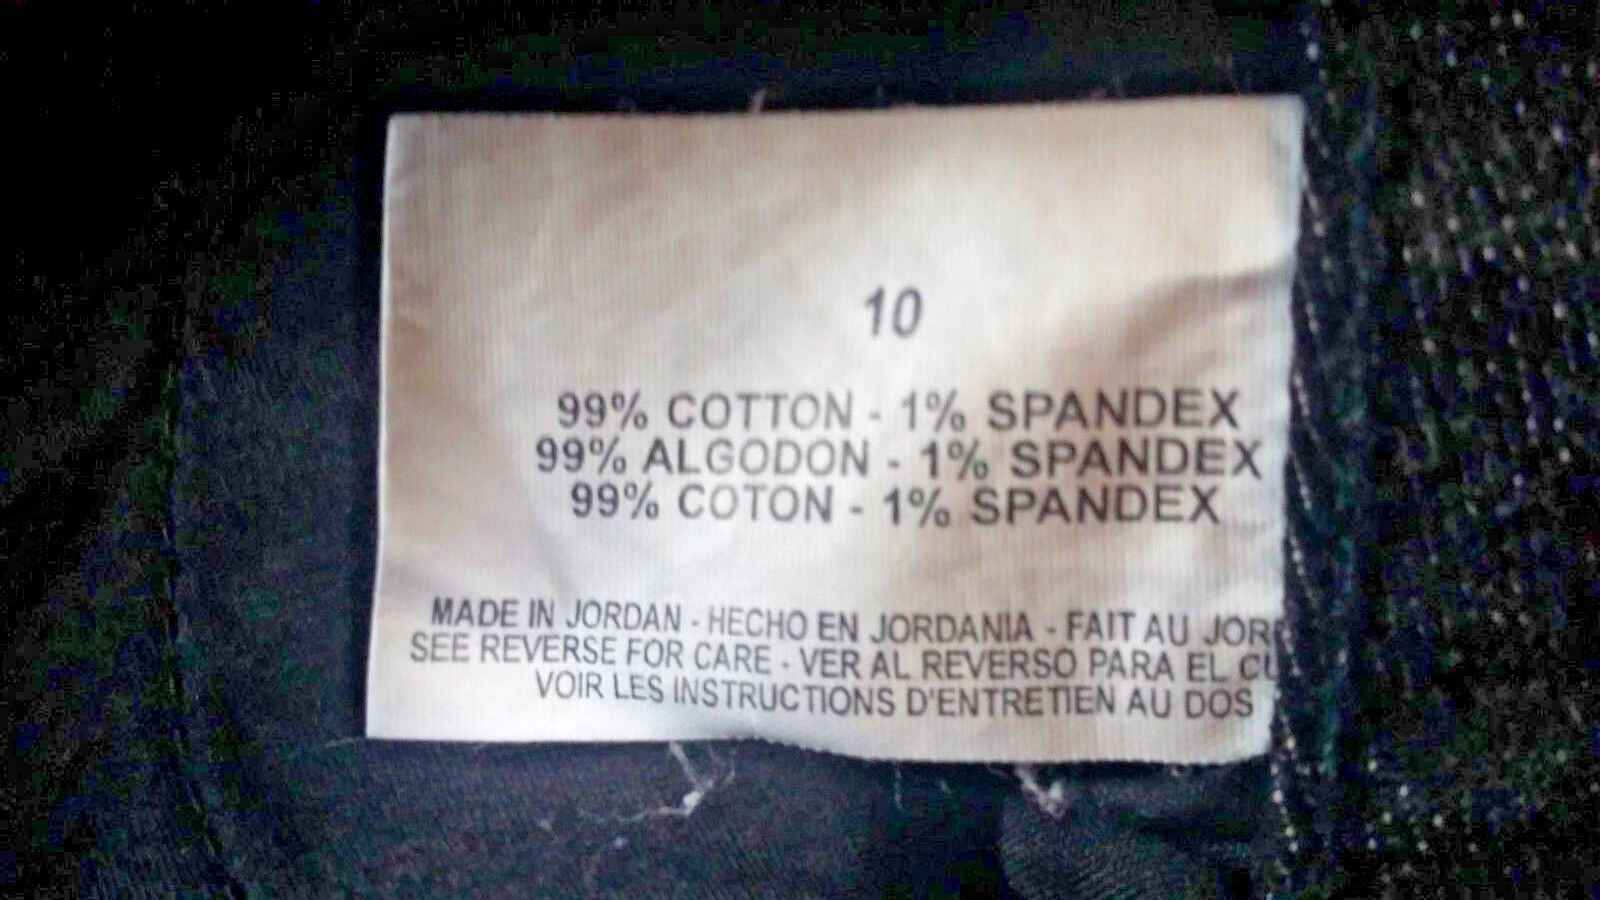 10
99% COTTON - 1% SPANDEX
99% ALGODON - 1% SPANDEX
99% COTON - 1% SPANDEX
MADE IN JORDAN - HECHO EN JORDANIA - FAIT AU
SEE REVERSE FOR CARE - VER AL REVERSO PARA EL
VOIR LES INSTRUCTIONS D'ENTRETIEN AU DOS